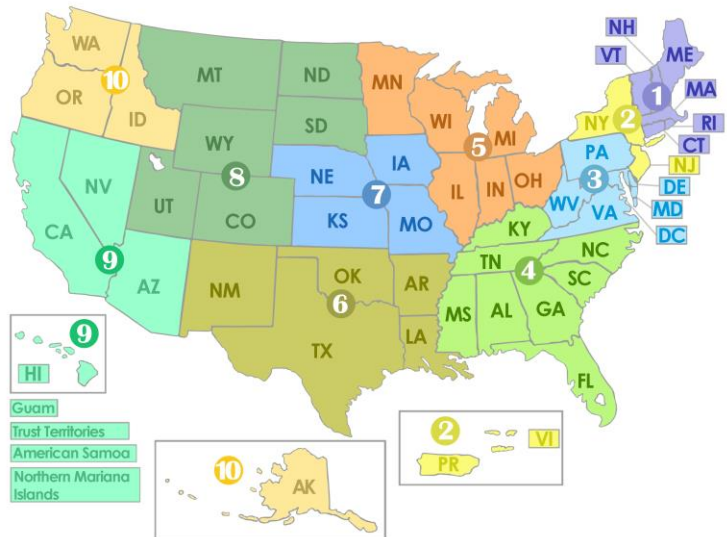 NH
WA
VT
ME
MT
ND
MN
10
1
MA
OR
ID
WI
NY
2
RI
SD
MI
CT
WY
5
PA
NJ
8
NE
IA
3
DE
NV
7
IL
IN
OH
WV
MD
UT
CO
VA
CA
KS
MO
DC
KY
NC
9
TN
4
AZ
OK
AR
SC
NM
6
MS
AL
GA
9
LA
TX
HI
FL
Guam
Trust Territories
2
VI
American Samoa
PR
Northern Mariana
Islands
10
AK